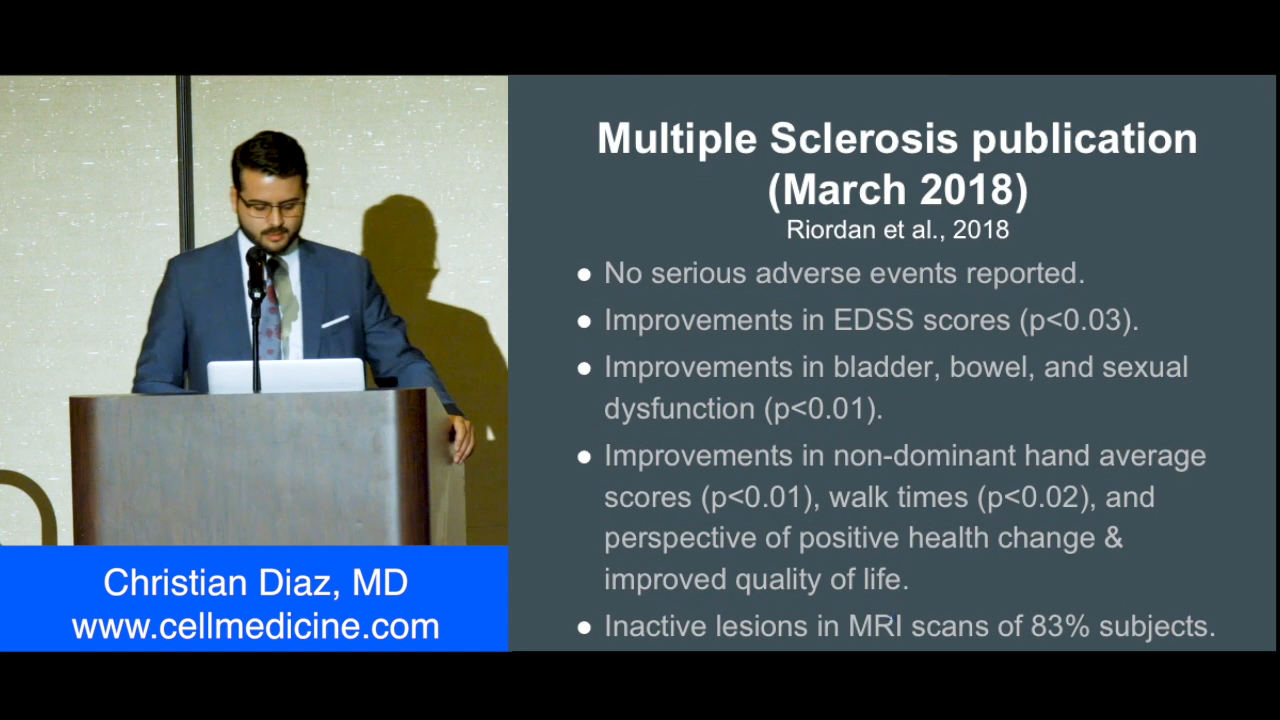 Multiple Sclerosis publication
(March 2018)
Riordan et al., 2018
● No serious adverse events reported.
● Improvements in EDSS scores (p<0.03).
● Improvements in bladder, bowel, and sexual
dysfunction (p<0.01).
● Improvements in non-dominant hand average
scores (p<0.01), walk times (p<0.02), and
perspective of positive health change &
improved quality of life.
● Inactive lesions in MRI scans of 83% subjects.
Christian Diaz, MD
www.cellmedicine.com